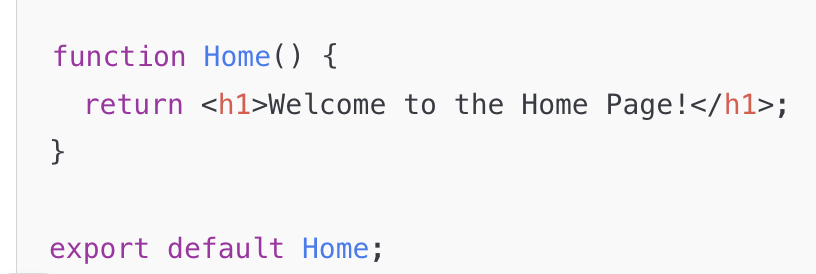 function Home() {
  return <h1>Welcome to the Home Page!</h1>;
}

export default Home;